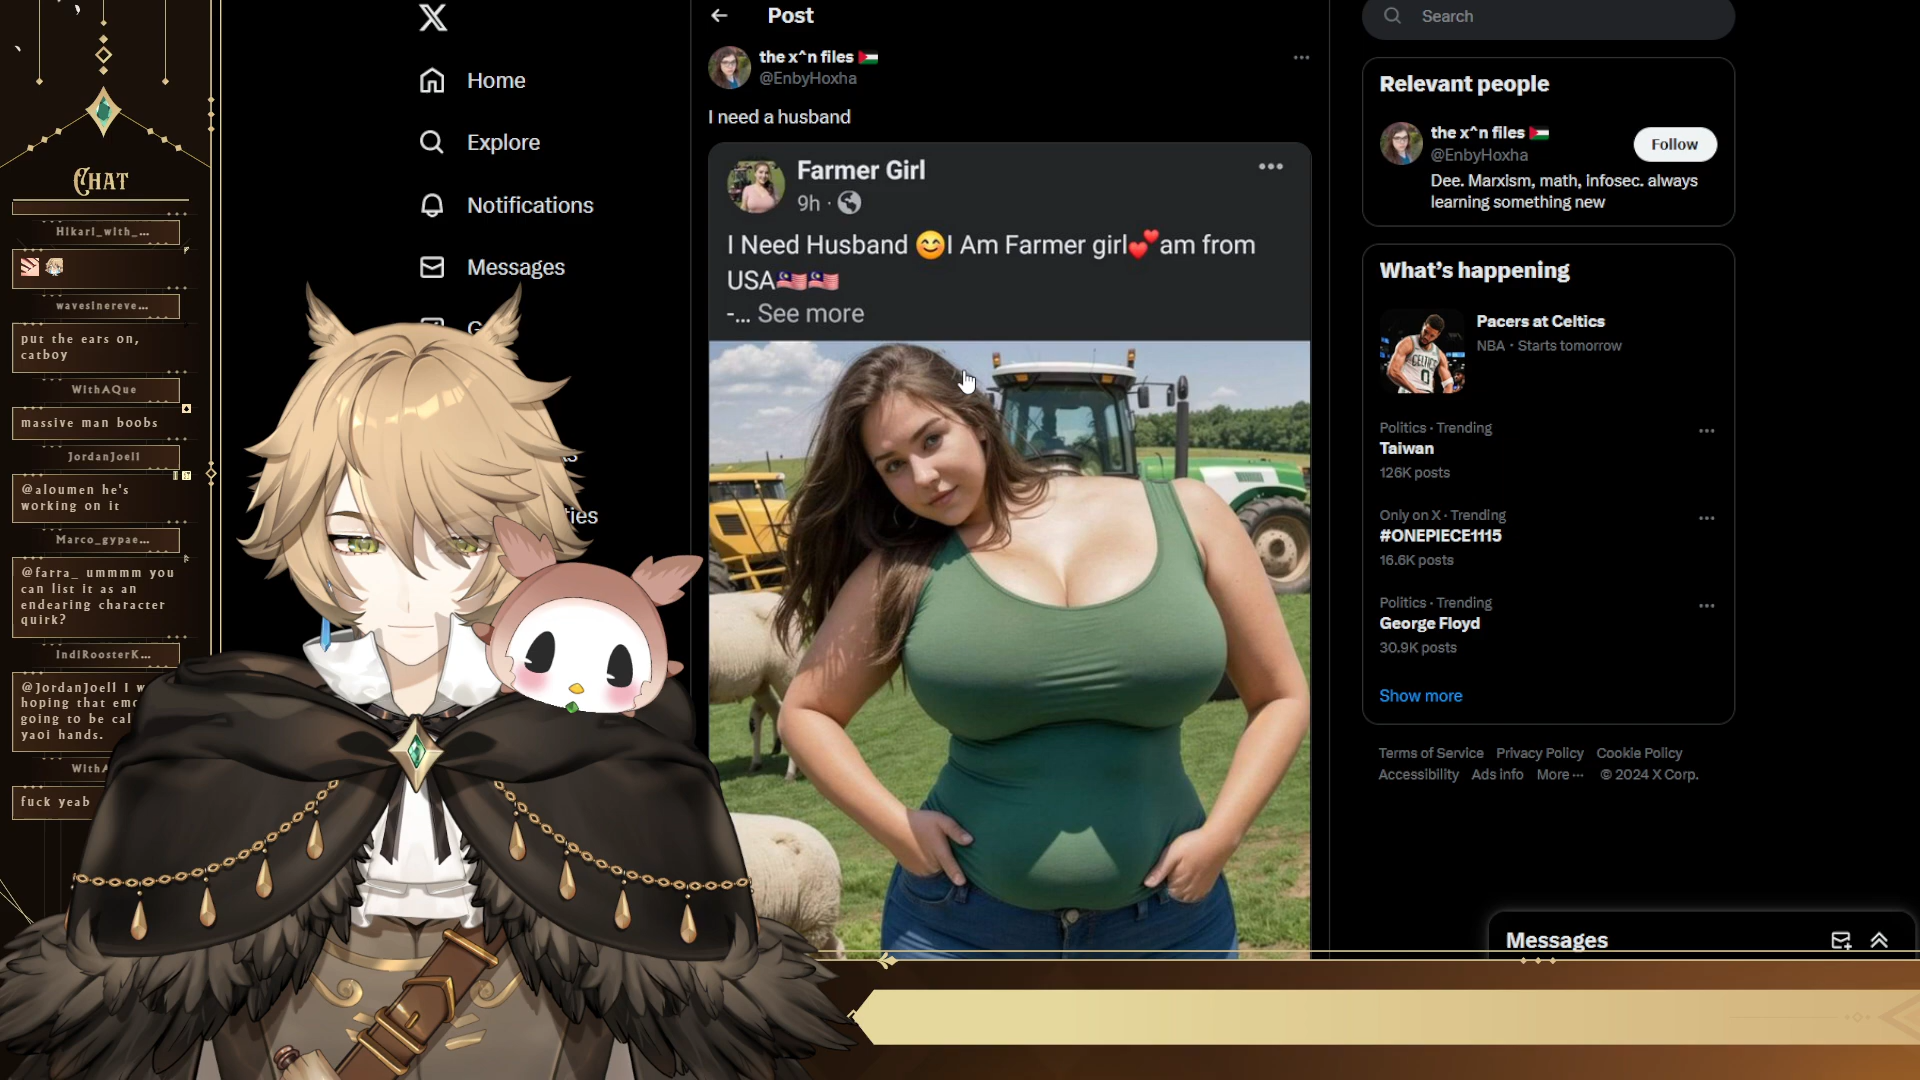 CHAT
Hikari_with_...
wavesinereve...
put the ears on,
catboy
WithAQue
massive man boobs
JordanJoell
@aloumen he's
working on it
Marco_gypae...
@farra_ ummmm you
can list it as an
endearing character
quirk?
IndiRoosterK...
@JordanJoell I w
hoping that emo
going to be cal
yaoi hands.
WithA
fuck yeab
X
Home
Explore
Notifications
Messages
G
ks
ties
Post
the x^n files 🇵🇸
@EnbyHoxha
I need a husband
Farmer Girl
9h ·
I Need Husband 😊I Am Farmer girl💕am from
USA🇲🇾🇲🇾
-... See more
Search
Relevant people
the x^n files 🇵🇸
@EnbyHoxha
Follow
Dee. Marxism, math, infosec. always
learning something new
What's happening
Pacers at Celtics
NBA · Starts tomorrow
CELTICS
0
Politics · Trending
Taiwan
126K posts
Only on X · Trending
#ONEPIECE1115
16.6K posts
Politics · Trending
George Floyd
30.9K posts
Show more
Terms of Service Privacy Policy Cookie Policy
Accessibility Ads info More ··· © 2024 X Corp.
Messages